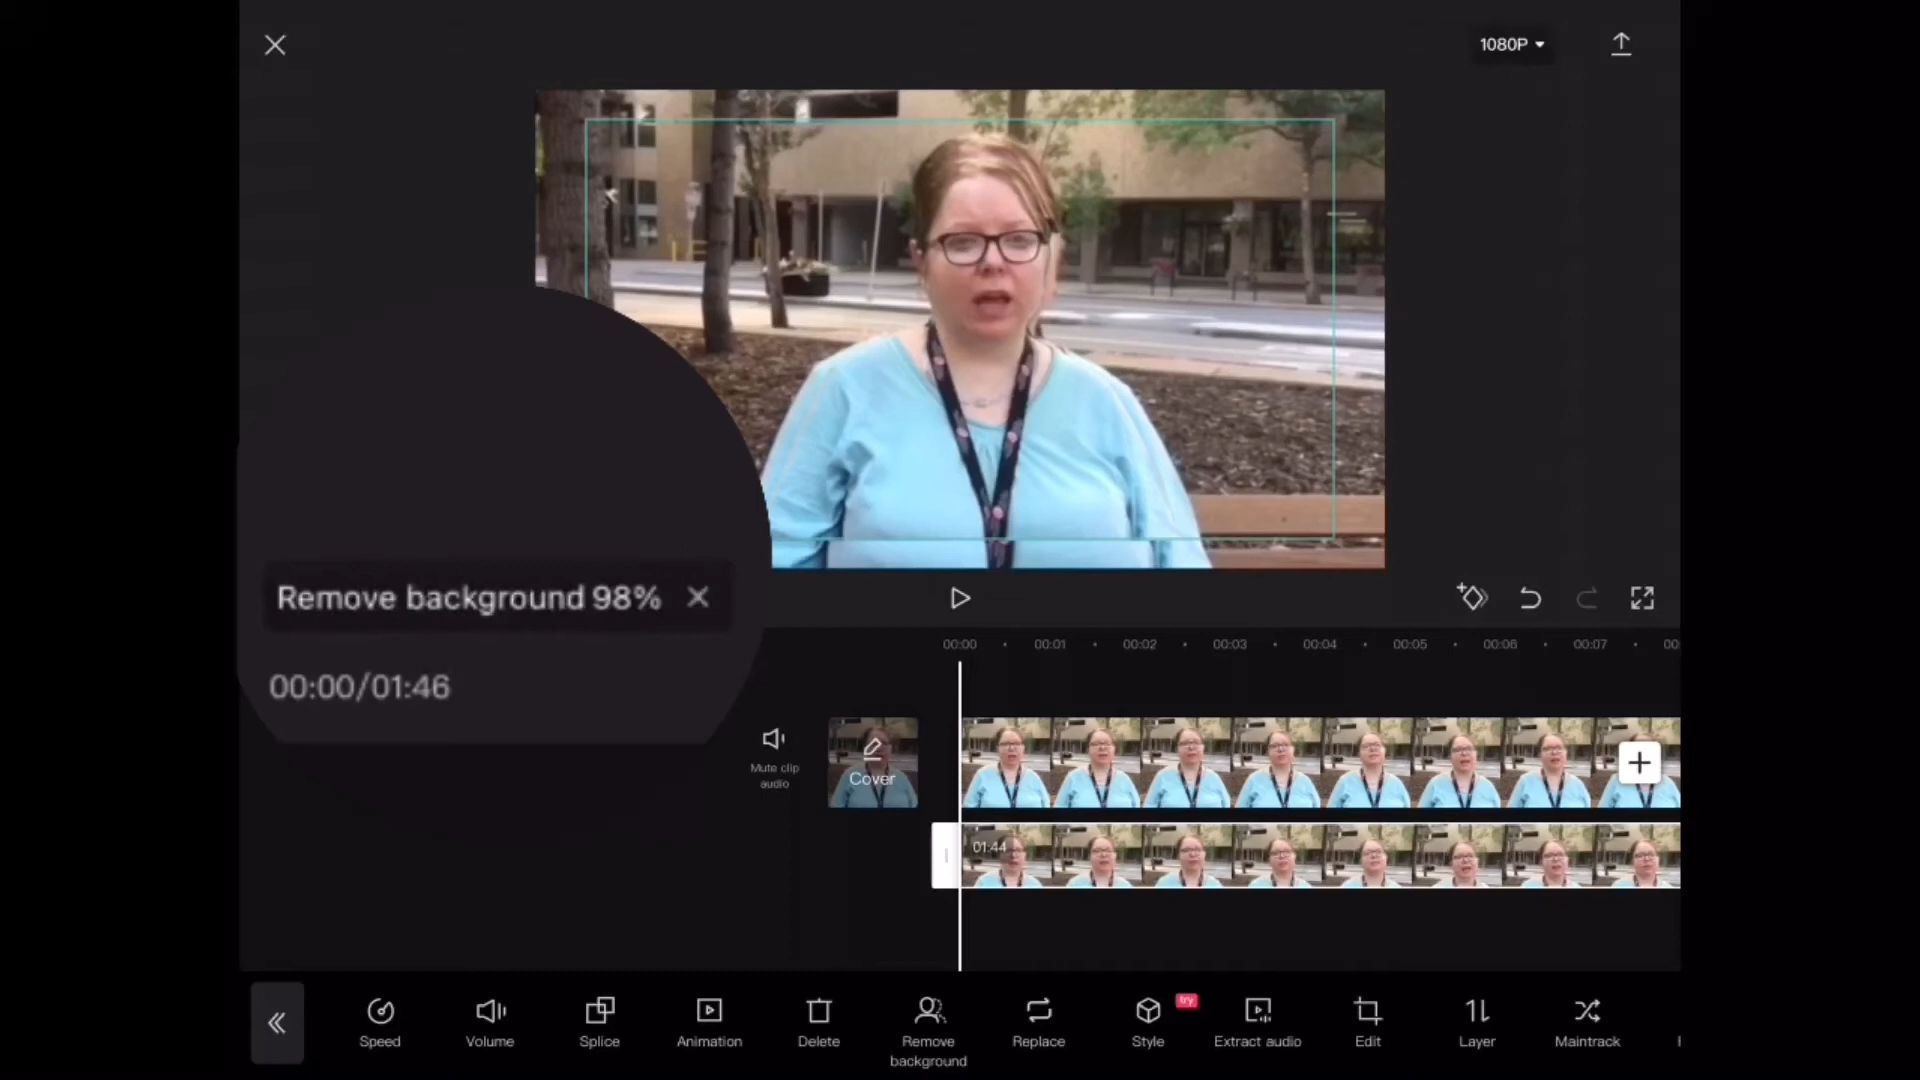 1080P
Remove background 98%
00:00/01:46
00:00
00:01
00:02
00:03
00:04
00:05
00:06
00:07
00
Mute clip
audio
Cover
01:44
Speed
Volume
Splice
Animation
Delete
Remove
background
Replace
Style
try
Extract audio
Edit
Layer
Maintrack